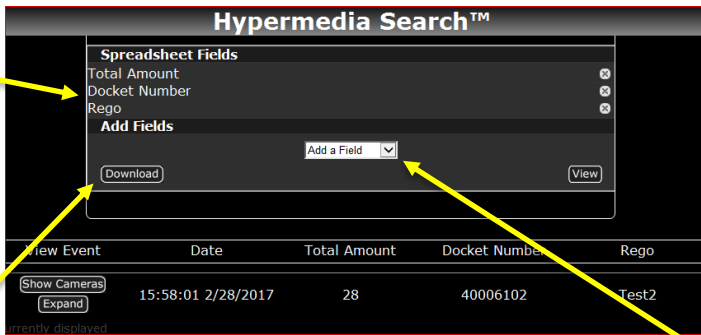 Hypermedia Search™
Spreadsheet Fields
Total Amount
Docket Number
Rego
Add Fields
Add a Field
Download View
View Event Date Total Amount Docket Number Rego
Show Cameras
Expand
15:58:01 2/28/2017 28 40006102 Test2
urrently displayed